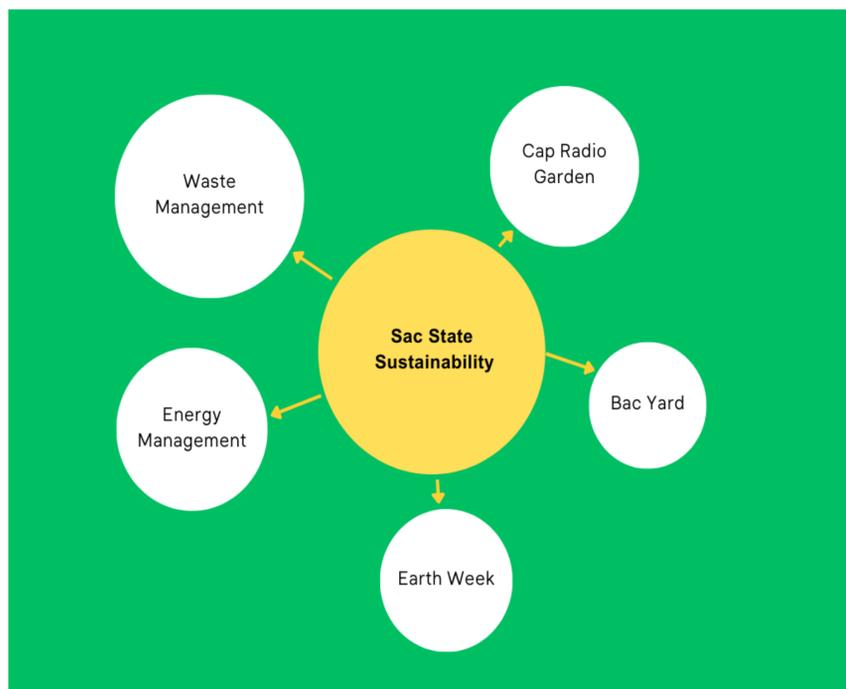 Cap Radio
Garden
Waste
Management
Sac State
Sustainability
Bac Yard
Energy
Management
Earth Week